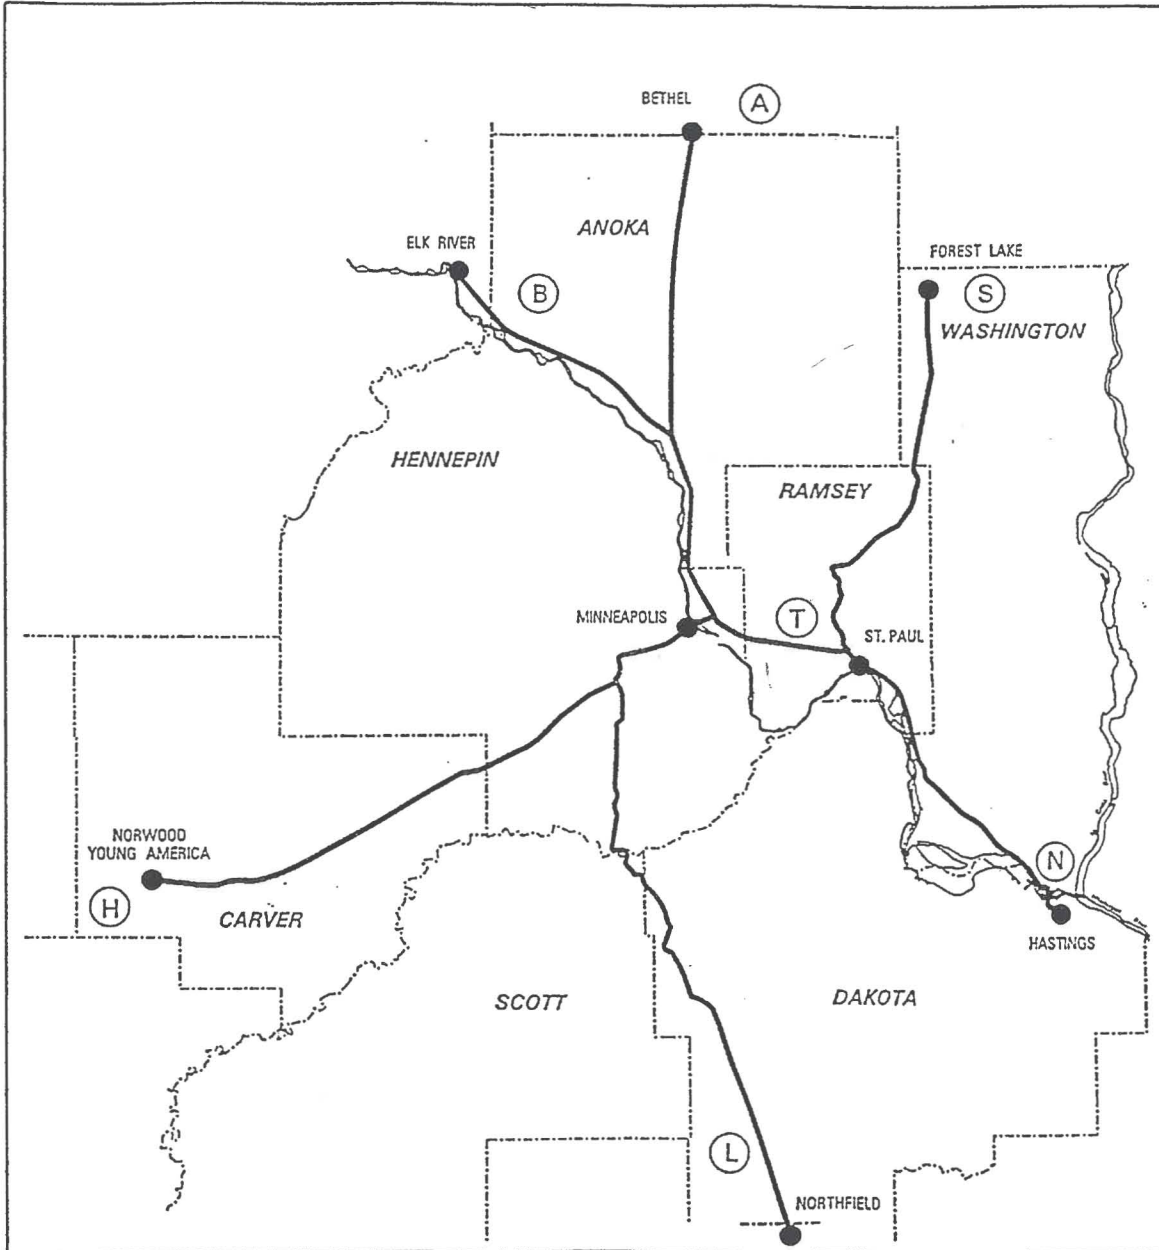 BETHEL
A
ANOKA
ELK RIVER
B
FOREST LAKE
S
WASHINGTON
HENNEPIN
RAMSEY
MINNEAPOLIS
T
ST. PAUL
NORWOOD
YOUNG AMERICA
H
CARVER
N
HASTINGS
SCOTT
DAKOTA
L
NORTHFIELD